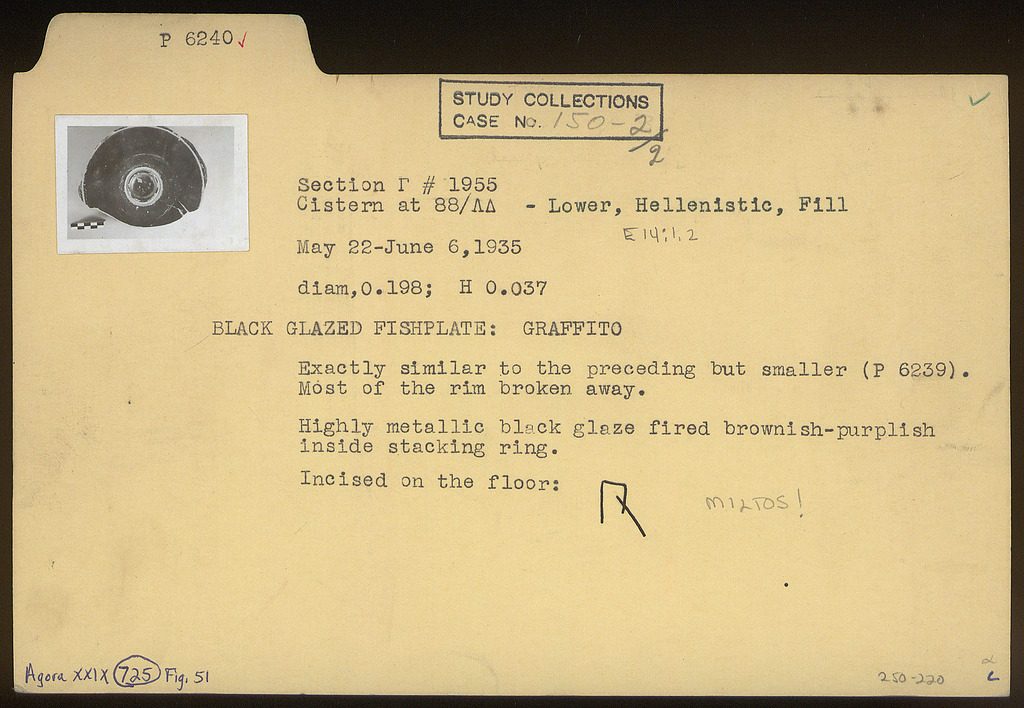 P 6240 ✓
STUDY COLLECTIONS
CASE No. 150-2/2
Section Γ # 1955
Cistern at 88/ΛΔ - Lower, Hellenistic, Fill
E 14:1.2
May 22-June 6,1935
diam,0.198; H 0.037
BLACK GLAZED FISHPLATE: GRAFFITO
Exactly similar to the preceding but smaller (P 6239).
Most of the rim broken away.
Highly metallic black glaze fired brownish-purplish
inside stacking ring.
Incised on the floor:
MILTOS!
Agora XXIX 725 Fig. 51
250-220